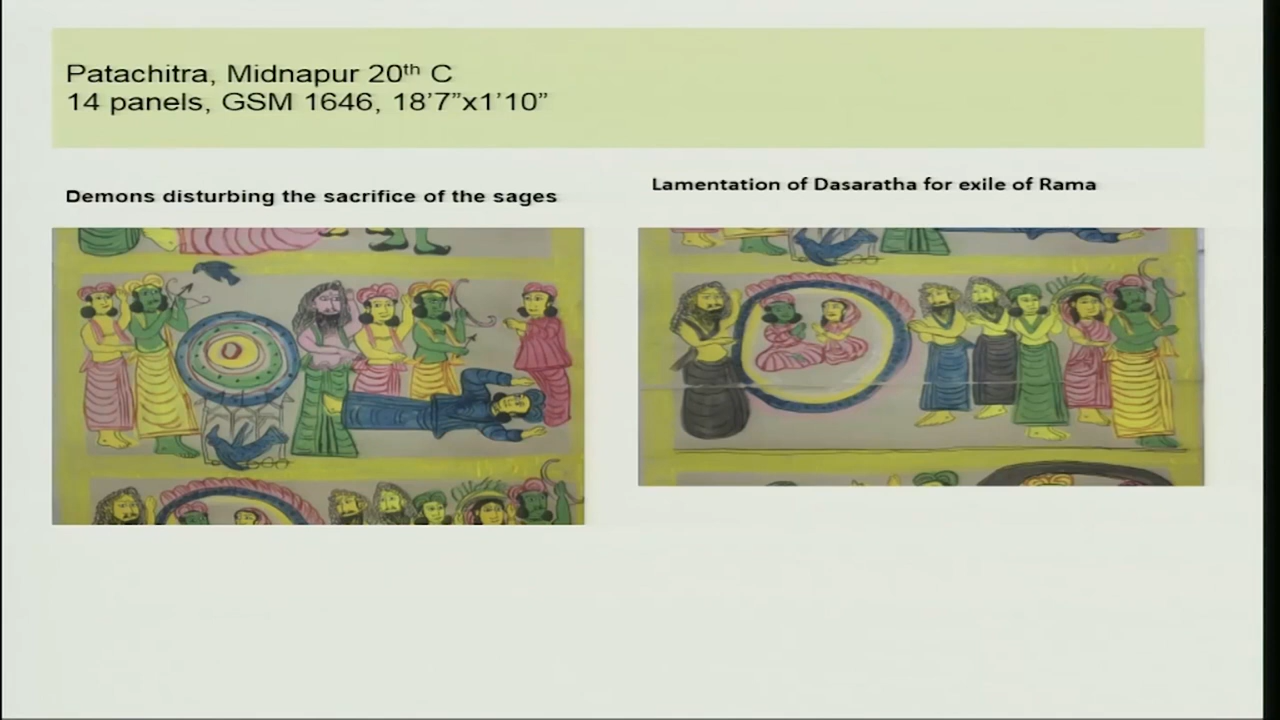 Patachitra, Midnapur 20th C
14 panels, GSM 1646, 18’7”x1’10”
Demons disturbing the sacrifice of the sages
Lamentation of Dasaratha for exile of Rama